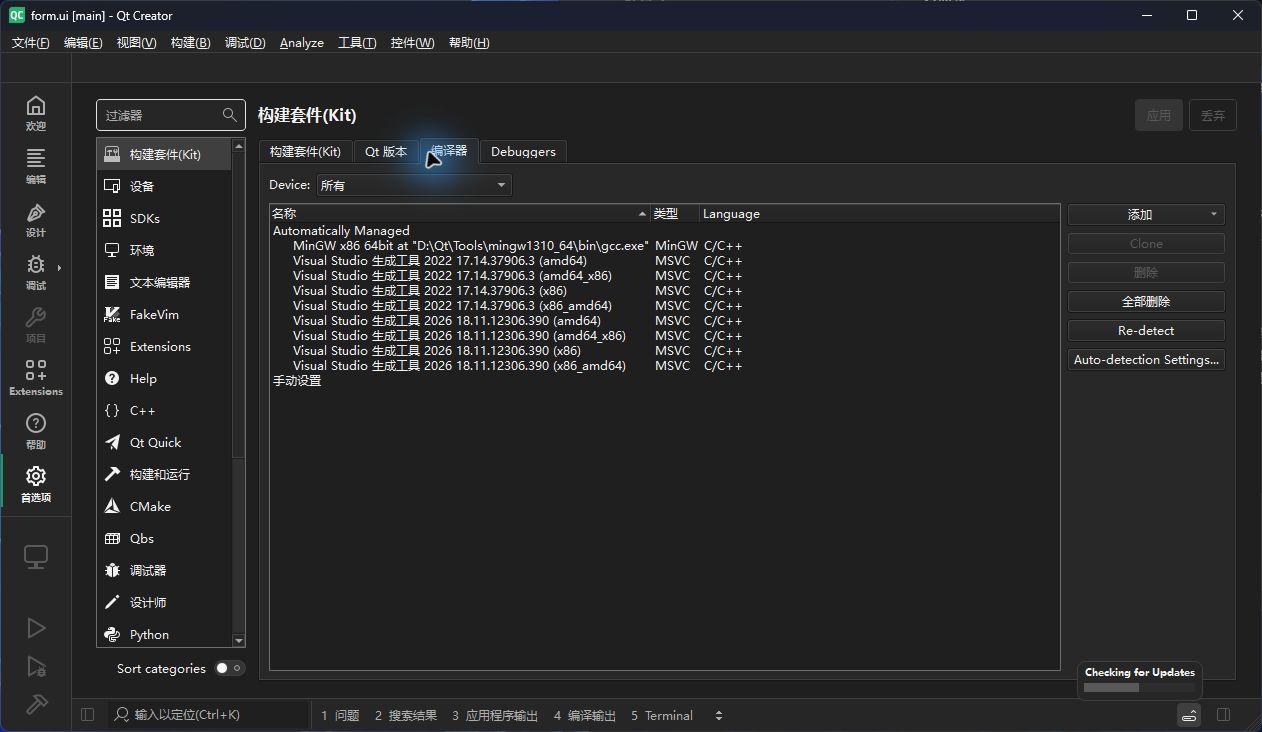 form.ui [main] - Qt Creator
文件(F) 编辑(E) 视图(V) 构建(B) 调试(D) Analyze 工具(T) 控件(W) 帮助(H)
欢迎
编辑
设计
调试
项目
Extensions
帮助
首选项
过滤器
构建套件(Kit)
设备
SDKs
环境
文本编辑器
FakeVim
Extensions
Help
C++
Qt Quick
构建和运行
CMake
Qbs
调试器
设计师
Python
Sort categories
构建套件(Kit)
应用 丢弃
构建套件(Kit) Qt 版本 编译器 Debuggers
Device: 所有
名称 类型 Language
Automatically Managed
MinGW x86 64bit at "D:\Qt\Tools\mingw1310_64\bin\gcc.exe" MinGW C/C++
Visual Studio 生成工具 2022 17.14.37906.3 (amd64) MSVC C/C++
Visual Studio 生成工具 2022 17.14.37906.3 (amd64_x86) MSVC C/C++
Visual Studio 生成工具 2022 17.14.37906.3 (x86) MSVC C/C++
Visual Studio 生成工具 2022 17.14.37906.3 (x86_amd64) MSVC C/C++
Visual Studio 生成工具 2026 18.11.12306.390 (amd64) MSVC C/C++
Visual Studio 生成工具 2026 18.11.12306.390 (amd64_x86) MSVC C/C++
Visual Studio 生成工具 2026 18.11.12306.390 (x86) MSVC C/C++
Visual Studio 生成工具 2026 18.11.12306.390 (x86_amd64) MSVC C/C++
手动设置
添加
Clone
删除
全部删除
Re-detect
Auto-detection Settings...
Checking for Updates
输入以定位(Ctrl+K) 1 问题 2 搜索结果 3 应用程序输出 4 编译输出 5 Terminal